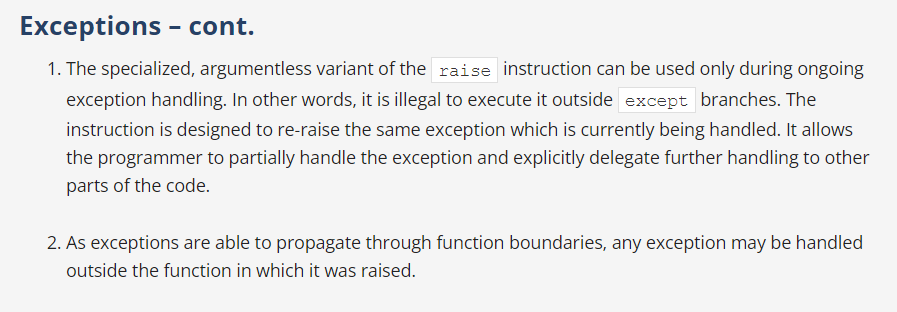 Exceptions – cont.
1. The specialized, argumentless variant of the raise instruction can be used only during ongoing
exception handling. In other words, it is illegal to execute it outside except branches. The
instruction is designed to re-raise the same exception which is currently being handled. It allows
the programmer to partially handle the exception and explicitly delegate further handling to other
parts of the code.
2. As exceptions are able to propagate through function boundaries, any exception may be handled
outside the function in which it was raised.